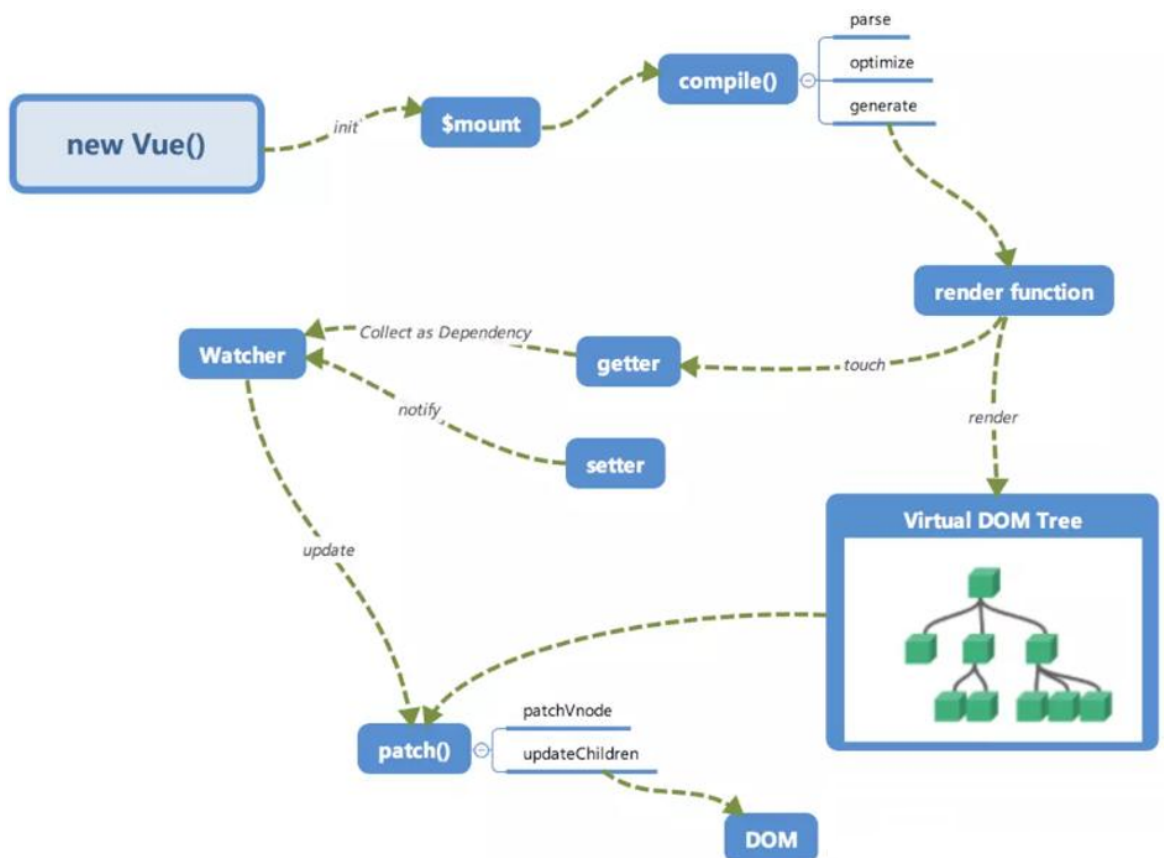 parse
compile()
optimize
generate
new Vue()
init
$mount
render function
Collect as Dependency
Watcher
getter
touch
notify
render
setter
Virtual DOM Tree
update
patchVnode
patch()
updateChildren
DOM